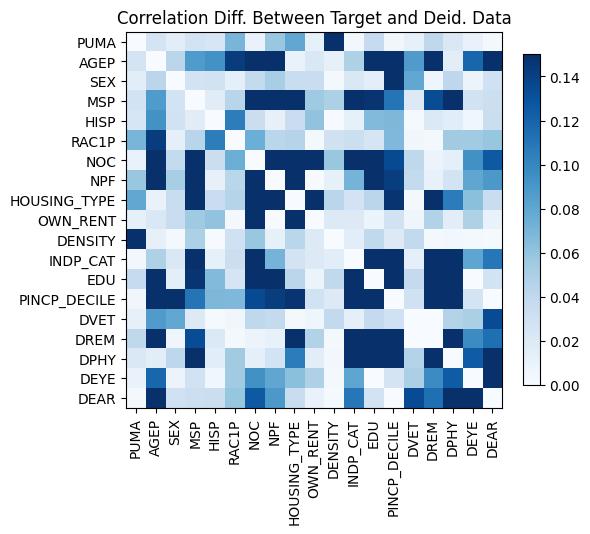 Correlation Diff. Between Target and Deid. Data
PUMA
AGEP
SEX
MSP
HISP
RAC1P
NOC
NPF
HOUSING_TYPE
OWN_RENT
DENSITY
INDP_CAT
EDU
PINCP_DECILE
DVET
DREM
DPHY
DEYE
DEAR
PUMA
AGEP
SEX
MSP
HISP
RAC1P
NOC
NPF
HOUSING_TYPE
OWN_RENT
DENSITY
INDP_CAT
EDU
PINCP_DECILE
DVET
DREM
DPHY
DEYE
DEAR
0.14
0.12
0.10
0.08
0.06
0.04
0.02
0.00